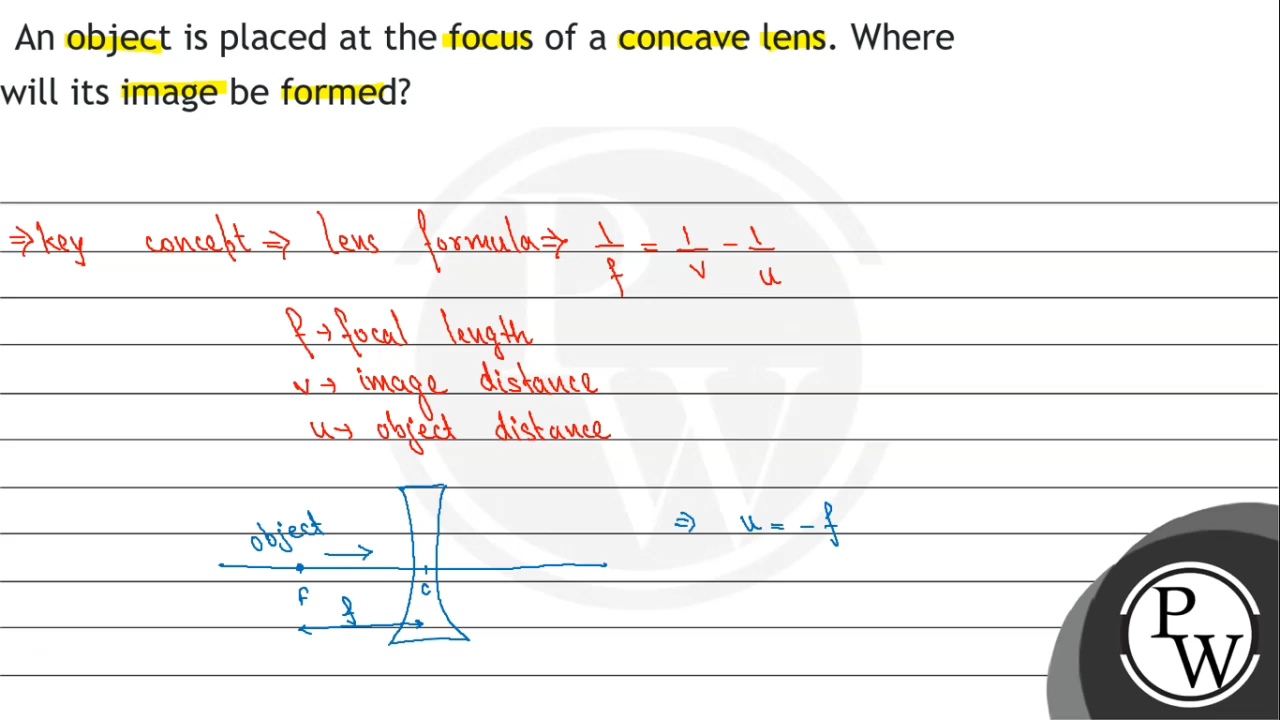 An object is placed at the focus of a concave lens. Where
will its image be formed?
⇒ key concept ⇒ lens formula ⇒ 1/f = 1/v - 1/u
f → focal length
v → image distance
u → object distance
object
⇒ u = -f
F
C
f
P
W
PW